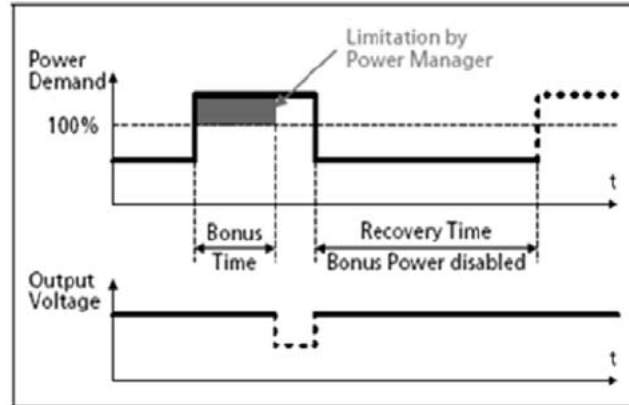 Limitation by
Power Manager
Power
Demand
100%
t
Bonus
Time
Recovery Time
Bonus Power disabled
Output
Voltage
t